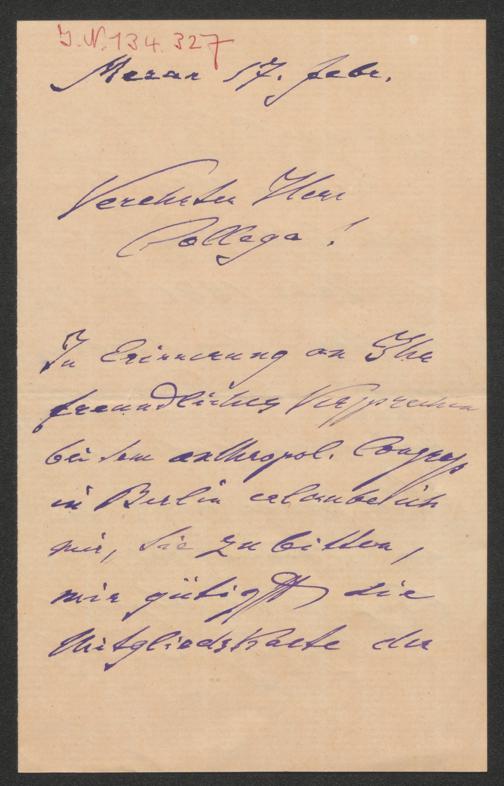 J.N. 134.327
Meran 17. Febr.
Verehrter Herr
College!
In Erinnerung an Ihr
freundliches Versprechen
bei dem anthropol. Congreß
in Berlin erlaube ich
mir, Sie zu bitten,
mir gütigst die
Mitgliedskarte der